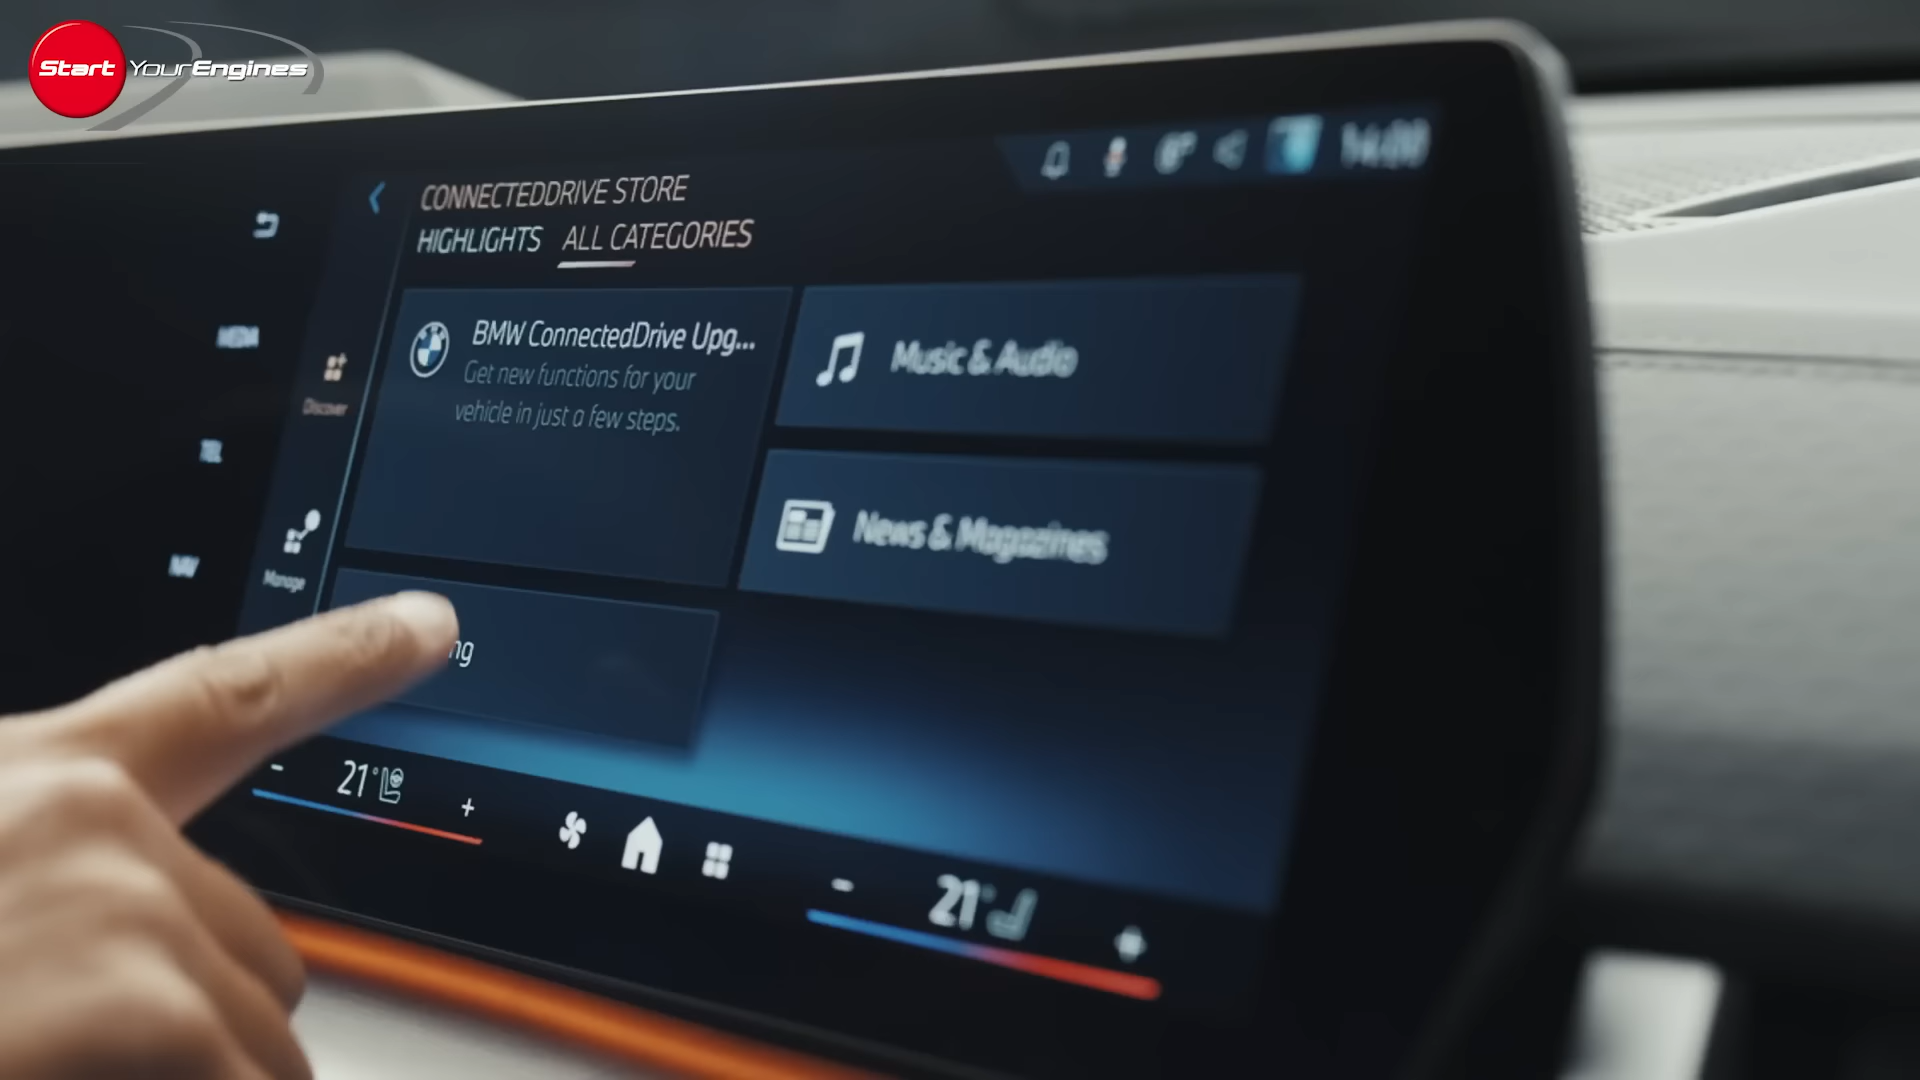 Start YourEngines
CONNECTEDDRIVE STORE
HIGHLIGHTS ALL CATEGORIES
14:00
BMW ConnectedDrive Upg...
Get new functions for your
vehicle in just a few steps.
Music & Audio
News & Magazines
MEDIA
TEL
NAV
Discover
Manage
ng
- 21° +
- 21° +